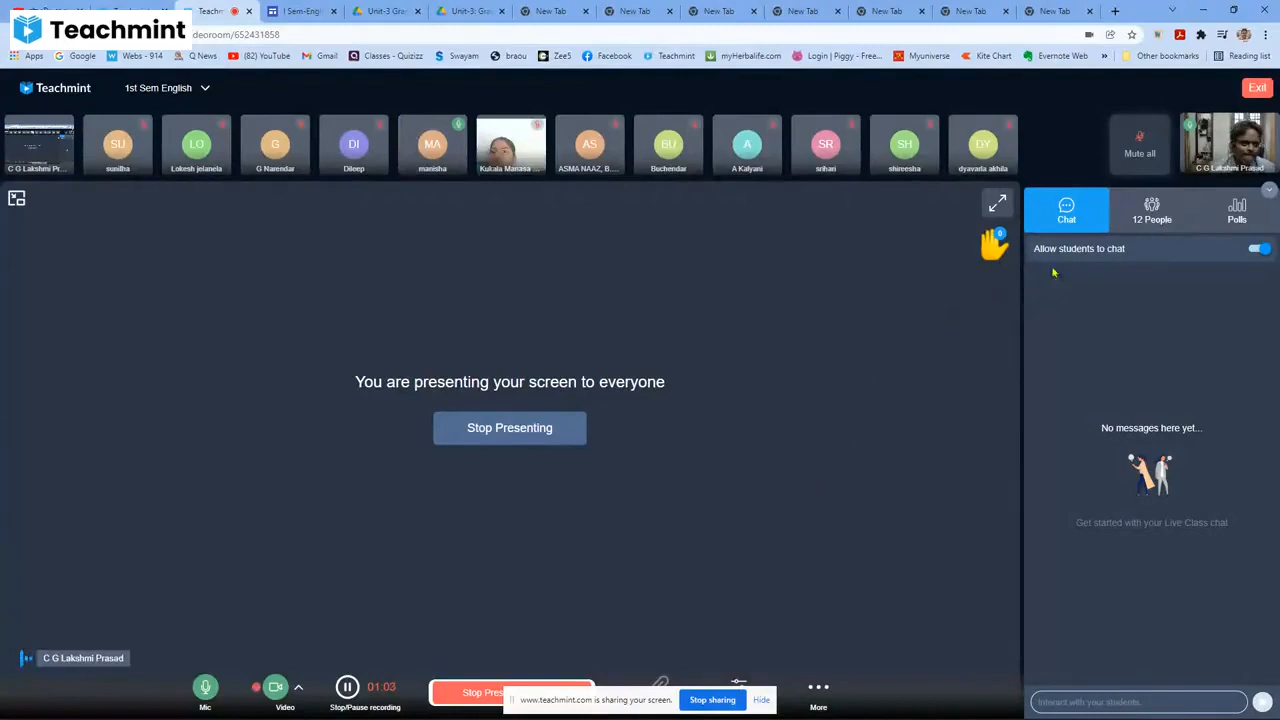 Teachmint
Sem-Engl
Unit-3 Gra
Unit-3: Gra
New Tab
New Tab
New Tab
New Tab
New Tab
deoroom/652431858
Apps
Google
Webs - 914
Q News
(82) YouTube
Gmail
Classes - Quizizz
Swayam
braou
Zee5
Facebook
Teachmint
myHerbalife.com
Login | Piggy - Free...
Myuniverse
Kite Chart
Evernote Web
»
Other bookmarks
Reading list
Teachmint
1st Sem English
Exit
C G Lakshmi Pr...
SU
sunitha
LO
Lokesh jelanela
G
G Narendar
DI
Dileep
MA
manisha
Kukala Manasa ...
AS
ASMA NAAZ, B....
BU
Buchendar
A
A Kalyani
SR
srihari
SH
shireesha
DY
dyavarla akhila
Mute all
C G Lakshmi Prasad
0
Chat
12 People
Polls
Allow students to chat
You are presenting your screen to everyone
Stop Presenting
No messages here yet...
Get started with your Live Class chat
C G Lakshmi Prasad
Mic
Video
01:03
Stop/Pause recording
Stop Pres
www.teachmint.com is sharing your screen.
Stop sharing
Hide
More
Interact with your students.